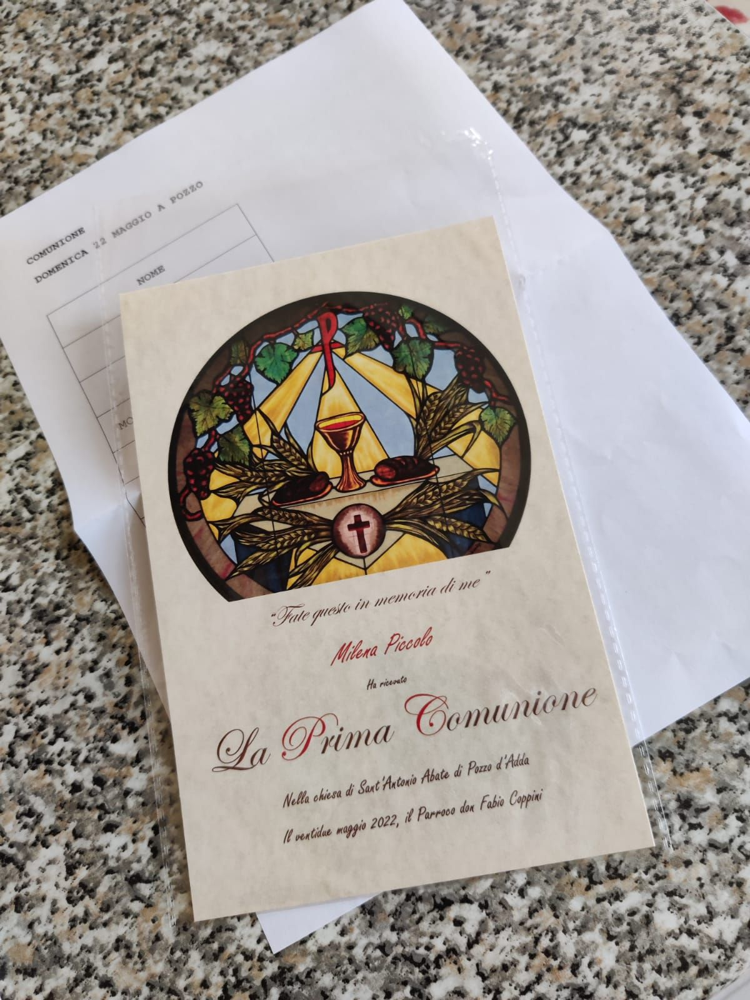 COMUNIONE
DOMENICA 22 MAGGIO A POZZO
NOME
MO
"Fate questo in memoria di me"
Milena Piccolo
Ha ricevuto
La Prima Comunione
Nella chiesa di Sant'Antonio Abate di Pozzo d'Adda
Il ventidue maggio 2022, il Parroco don Fabio Coppini